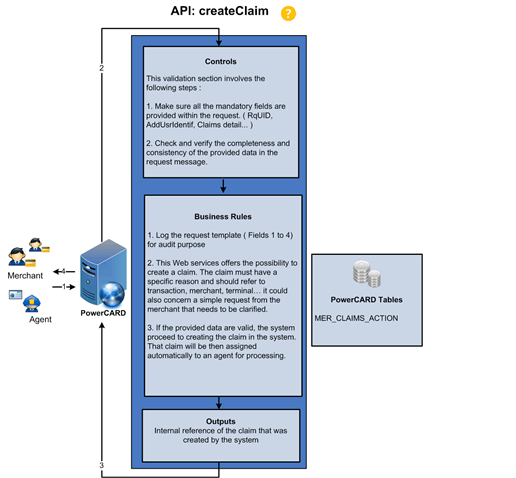 API: createClaim
?
2
Controls
This validation section involves the
following steps :
1. Make sure all the mandatory fields are
provided within the request. ( RqUID,
AddUsrIdentif, Claims detail... )
2. Check and verify the completeness and
consistency of the provided data in the
request message.
Business Rules
1. Log the request template ( Fields 1 to 4)
for audit purpose
2. This Web services offers the possibility to
create a claim. The claim must have a
specific reason and should refer to
transaction, merchant, terminal... it could
also concern a simple request from the
merchant that needs to be clarified.
3. If the provided data are valid, the system
proceed to creating the claim in the system.
That claim will be then assigned
automatically to an agent for processing.
Merchant
4
1
Agent
PowerCARD
PowerCARD Tables
MER_CLAIMS_ACTION
Outputs
Internal reference of the claim that was
created by the system
3